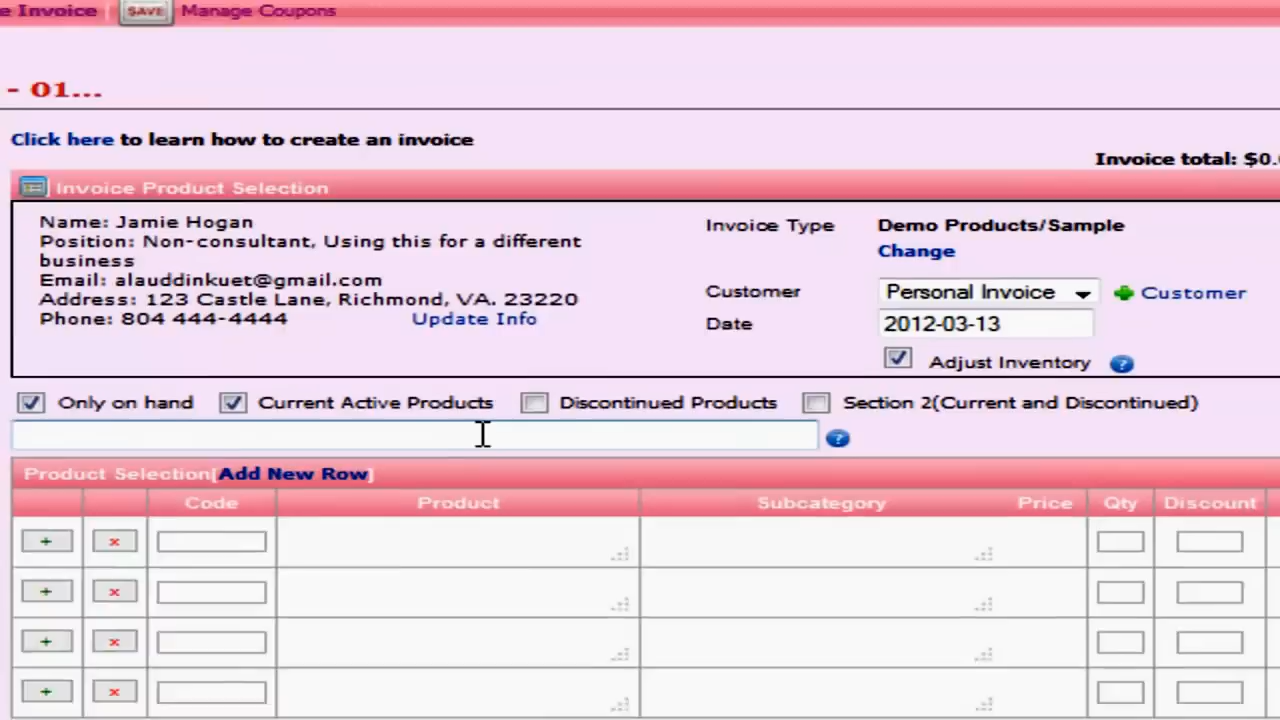 e Invoice SAVE Manage Coupons
- 01...
Click here to learn how to create an invoice
Invoice total: $0.
Invoice Product Selection
Name: Jamie Hogan
Position: Non-consultant, Using this for a different
business
Email: alauddinkuet@gmail.com
Address: 123 Castle Lane, Richmond, VA. 23220
Phone: 804 444-4444 Update Info
Invoice Type Demo Products/Sample
Change
Customer Personal Invoice Customer
Date 2012-03-13
Adjust Inventory ?
Only on hand Current Active Products Discontinued Products Section 2(Current and Discontinued)
?
Product Selection[Add New Row]
Code Product Subcategory Price Qty Discount
+ x
+ x
+ x
+ x